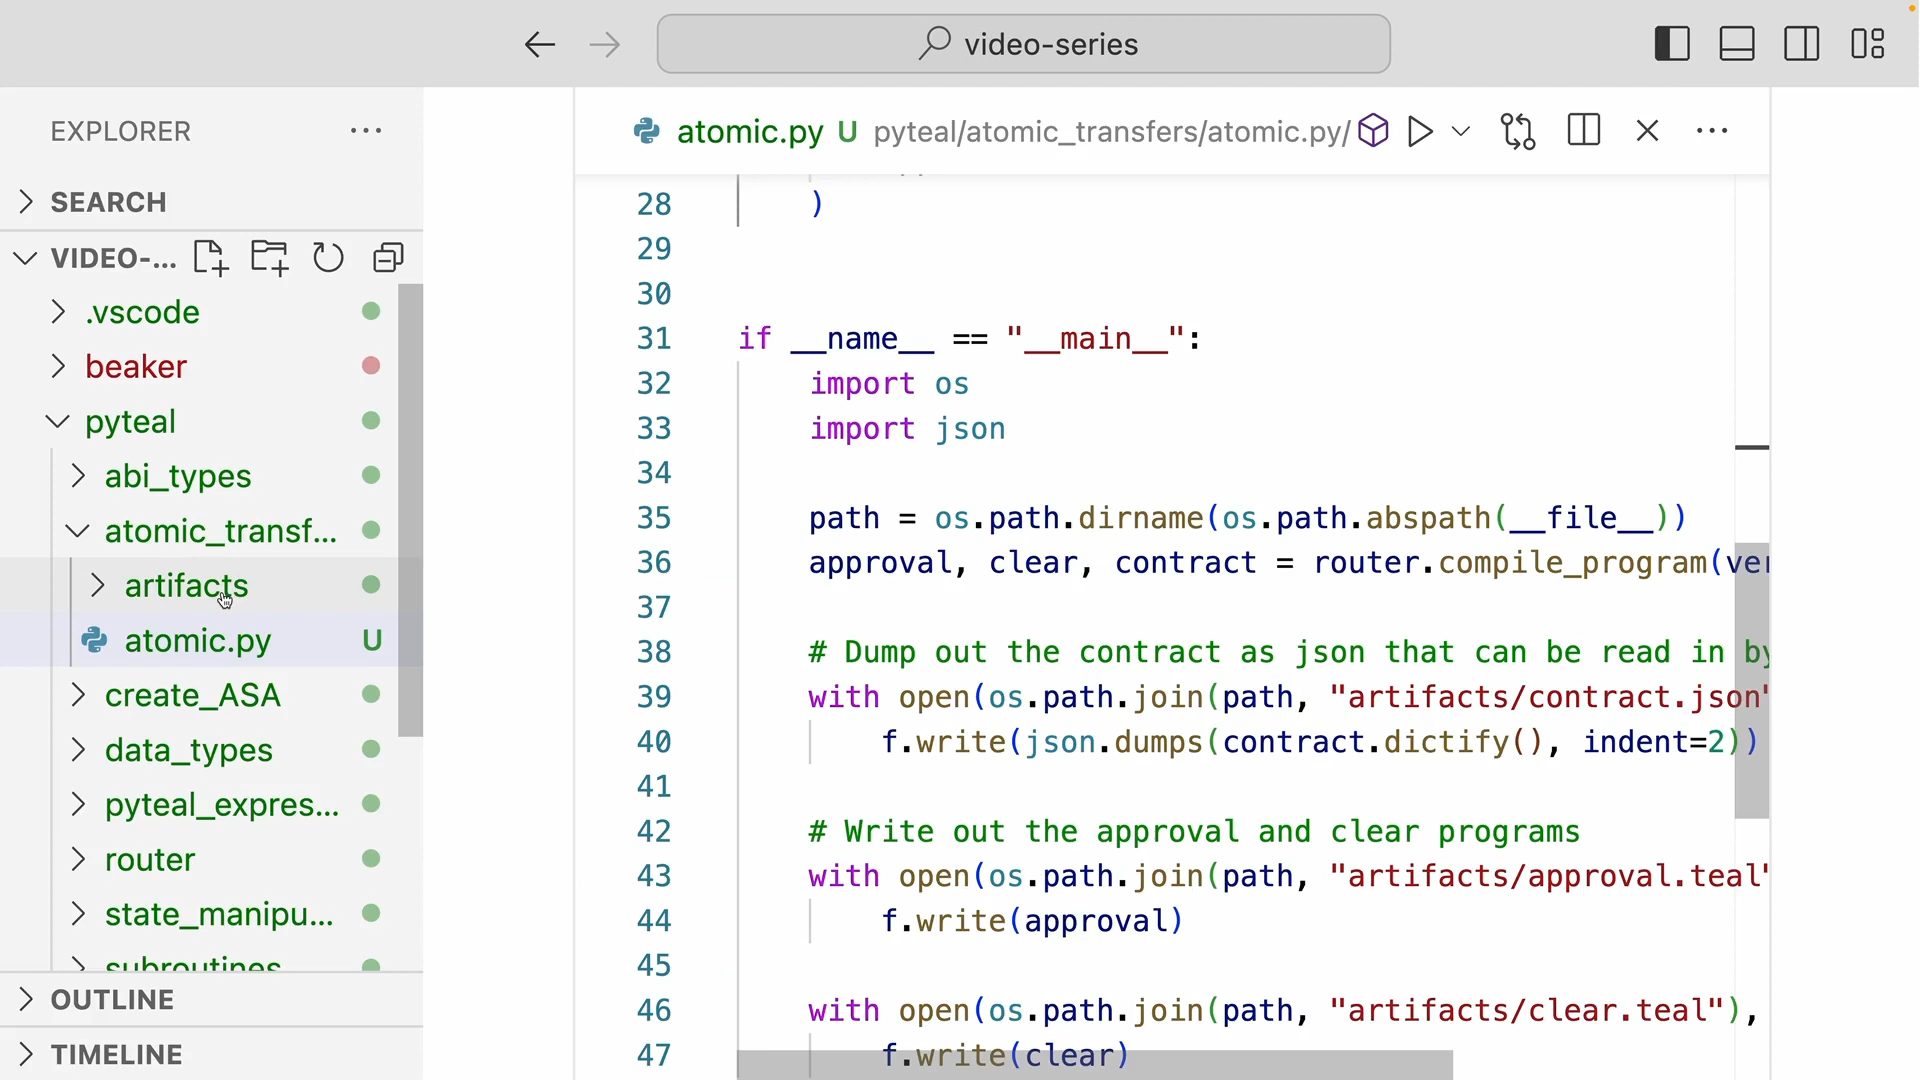 video-series
EXPLORER
SEARCH
VIDEO-...
.vscode
beaker
pyteal
abi_types
atomic_transf...
artifacts
atomic.py U
create_ASA
data_types
pyteal_expres...
router
state_manipu...
subroutines
OUTLINE
TIMELINE
atomic.py U pyteal/atomic_transfers/atomic.py/
28 )
29
30
31 if __name__ == "__main__":
32 import os
33 import json
34
35 path = os.path.dirname(os.path.abspath(__file__))
36 approval, clear, contract = router.compile_program(ver
37
38 # Dump out the contract as json that can be read in by
39 with open(os.path.join(path, "artifacts/contract.json"
40 f.write(json.dumps(contract.dictify(), indent=2))
41
42 # Write out the approval and clear programs
43 with open(os.path.join(path, "artifacts/approval.teal"
44 f.write(approval)
45
46 with open(os.path.join(path, "artifacts/clear.teal"),
47 f.write(clear)